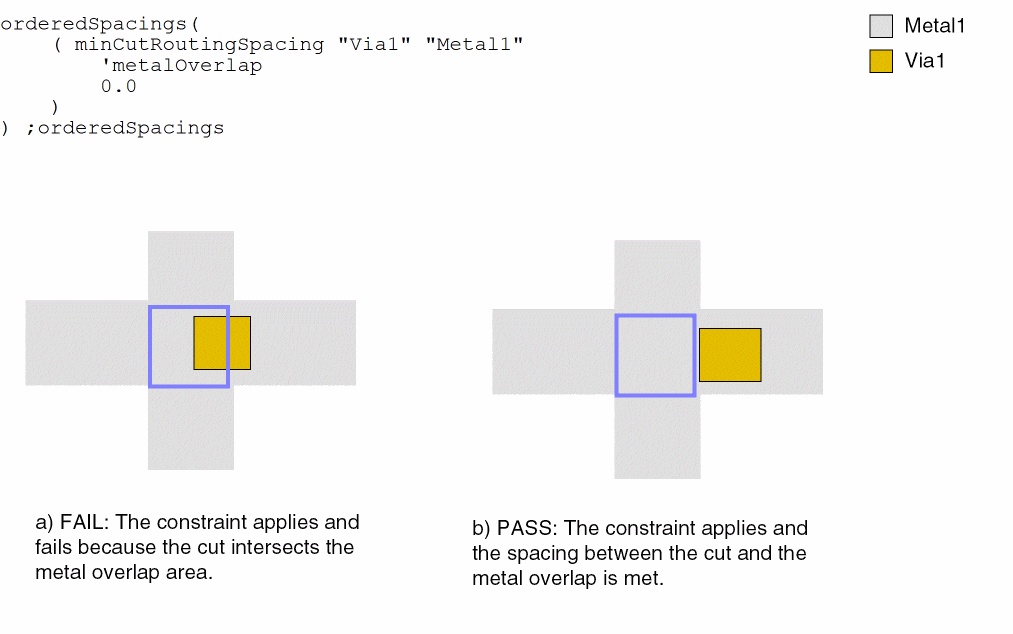 orderedSpacings(
( minCutRoutingSpacing "Via1" "Metal1"
'metalOverlap
0.0
)
) ;orderedSpacings
Metal1
Via1
a) FAIL: The constraint applies and
fails because the cut intersects the
metal overlap area.
b) PASS: The constraint applies and
the spacing between the cut and the
metal overlap is met.